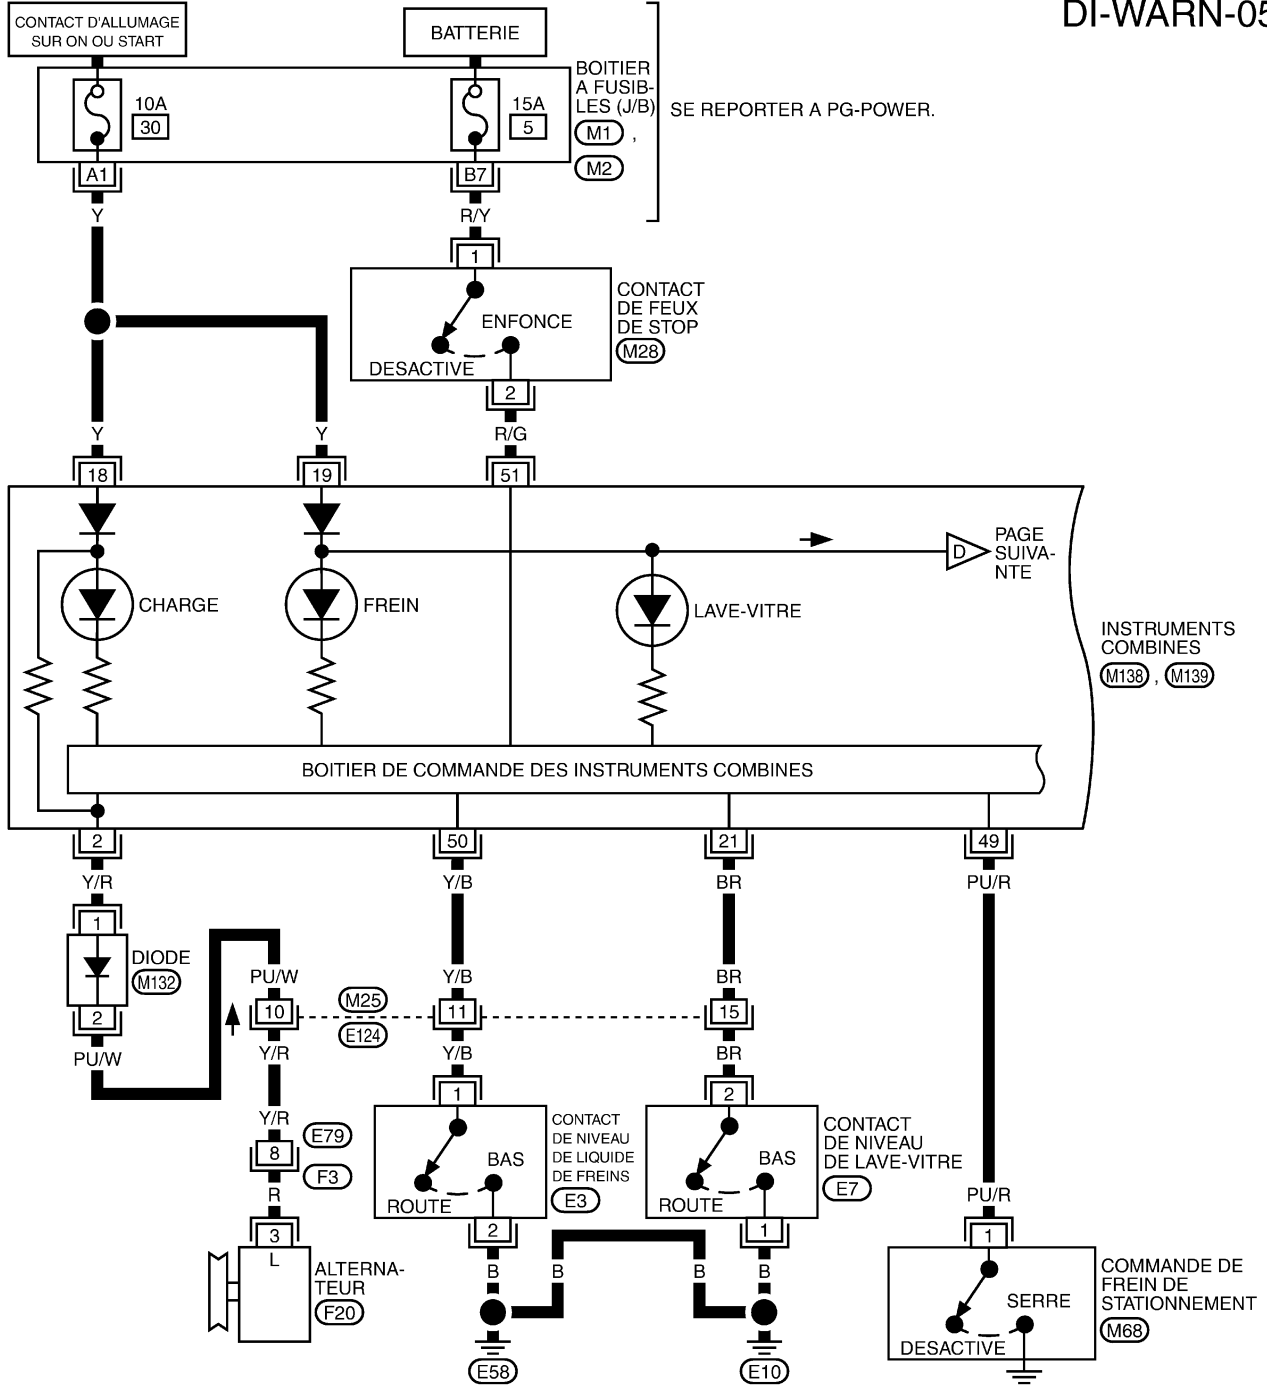 DI-WARN-05
CONTACT D'ALLUMAGE
SUR ON OU START
BATTERIE
10A
30
15A
5
BOITIER
A FUSIB-
LES (J/B)
M1 ,
M2
SE REPORTER A PG-POWER.
A1
B7
Y
R/Y
1
CONTACT
DE FEUX
DE STOP
M28
ENFONCE
DESACTIVE
2
Y
Y
R/G
18
19
51
D
PAGE
SUIVA-
NTE
CHARGE
FREIN
LAVE-VITRE
INSTRUMENTS
COMBINES
M138 , M139
BOITIER DE COMMANDE DES INSTRUMENTS COMBINES
2
50
21
49
Y/R
Y/B
BR
PU/R
1
DIODE
M132
2
PU/W
PU/W
Y/B
BR
10
M25
E124
11
15
Y/R
Y/B
BR
Y/R
8
E79
F3
R
3
L
ALTERNA-
TEUR
F20
1
CONTACT
DE NIVEAU
DE LIQUIDE
DE FREINS
E3
BAS
ROUTE
2
2
CONTACT
DE NIVEAU
DE LAVE-VITRE
E7
BAS
ROUTE
1
B
B
B
B
E58
E10
PU/R
1
COMMANDE DE
FREIN DE
STATIONNEMENT
M68
SERRE
DESACTIVE